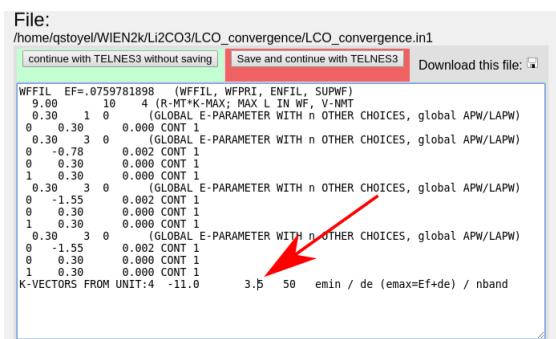 File:
/home/qstoyel/WIEN2k/Li2CO3/LCO_convergence/LCO_convergence.in1
continue with TELNES3 without saving Save and continue with TELNES3 Download this file:
WFFIL EF=.0759781898 (WFFIL, WFPRI, ENFIL, SUPWF)
9.00 10 4 (R-MT*K-MAX; MAX L IN WF, V-NMT
0.30 1 0 (GLOBAL E-PARAMETER WITH n OTHER CHOICES, global APW/LAPW)
0 0.30 0.000 CONT 1
0.30 3 0 (GLOBAL E-PARAMETER WITH n OTHER CHOICES, global APW/LAPW)
0 -0.78 0.002 CONT 1
0 0.30 0.000 CONT 1
1 0.30 0.000 CONT 1
0.30 3 0 (GLOBAL E-PARAMETER WITH n OTHER CHOICES, global APW/LAPW)
0 -1.55 0.002 CONT 1
0 0.30 0.000 CONT 1
1 0.30 0.000 CONT 1
0.30 3 0 (GLOBAL E-PARAMETER WITH n OTHER CHOICES, global APW/LAPW)
0 -1.55 0.002 CONT 1
0 0.30 0.000 CONT 1
1 0.30 0.000 CONT 1
K-VECTORS FROM UNIT:4 -11.0 3.5 50 emin / de (emax=Ef+de) / nband